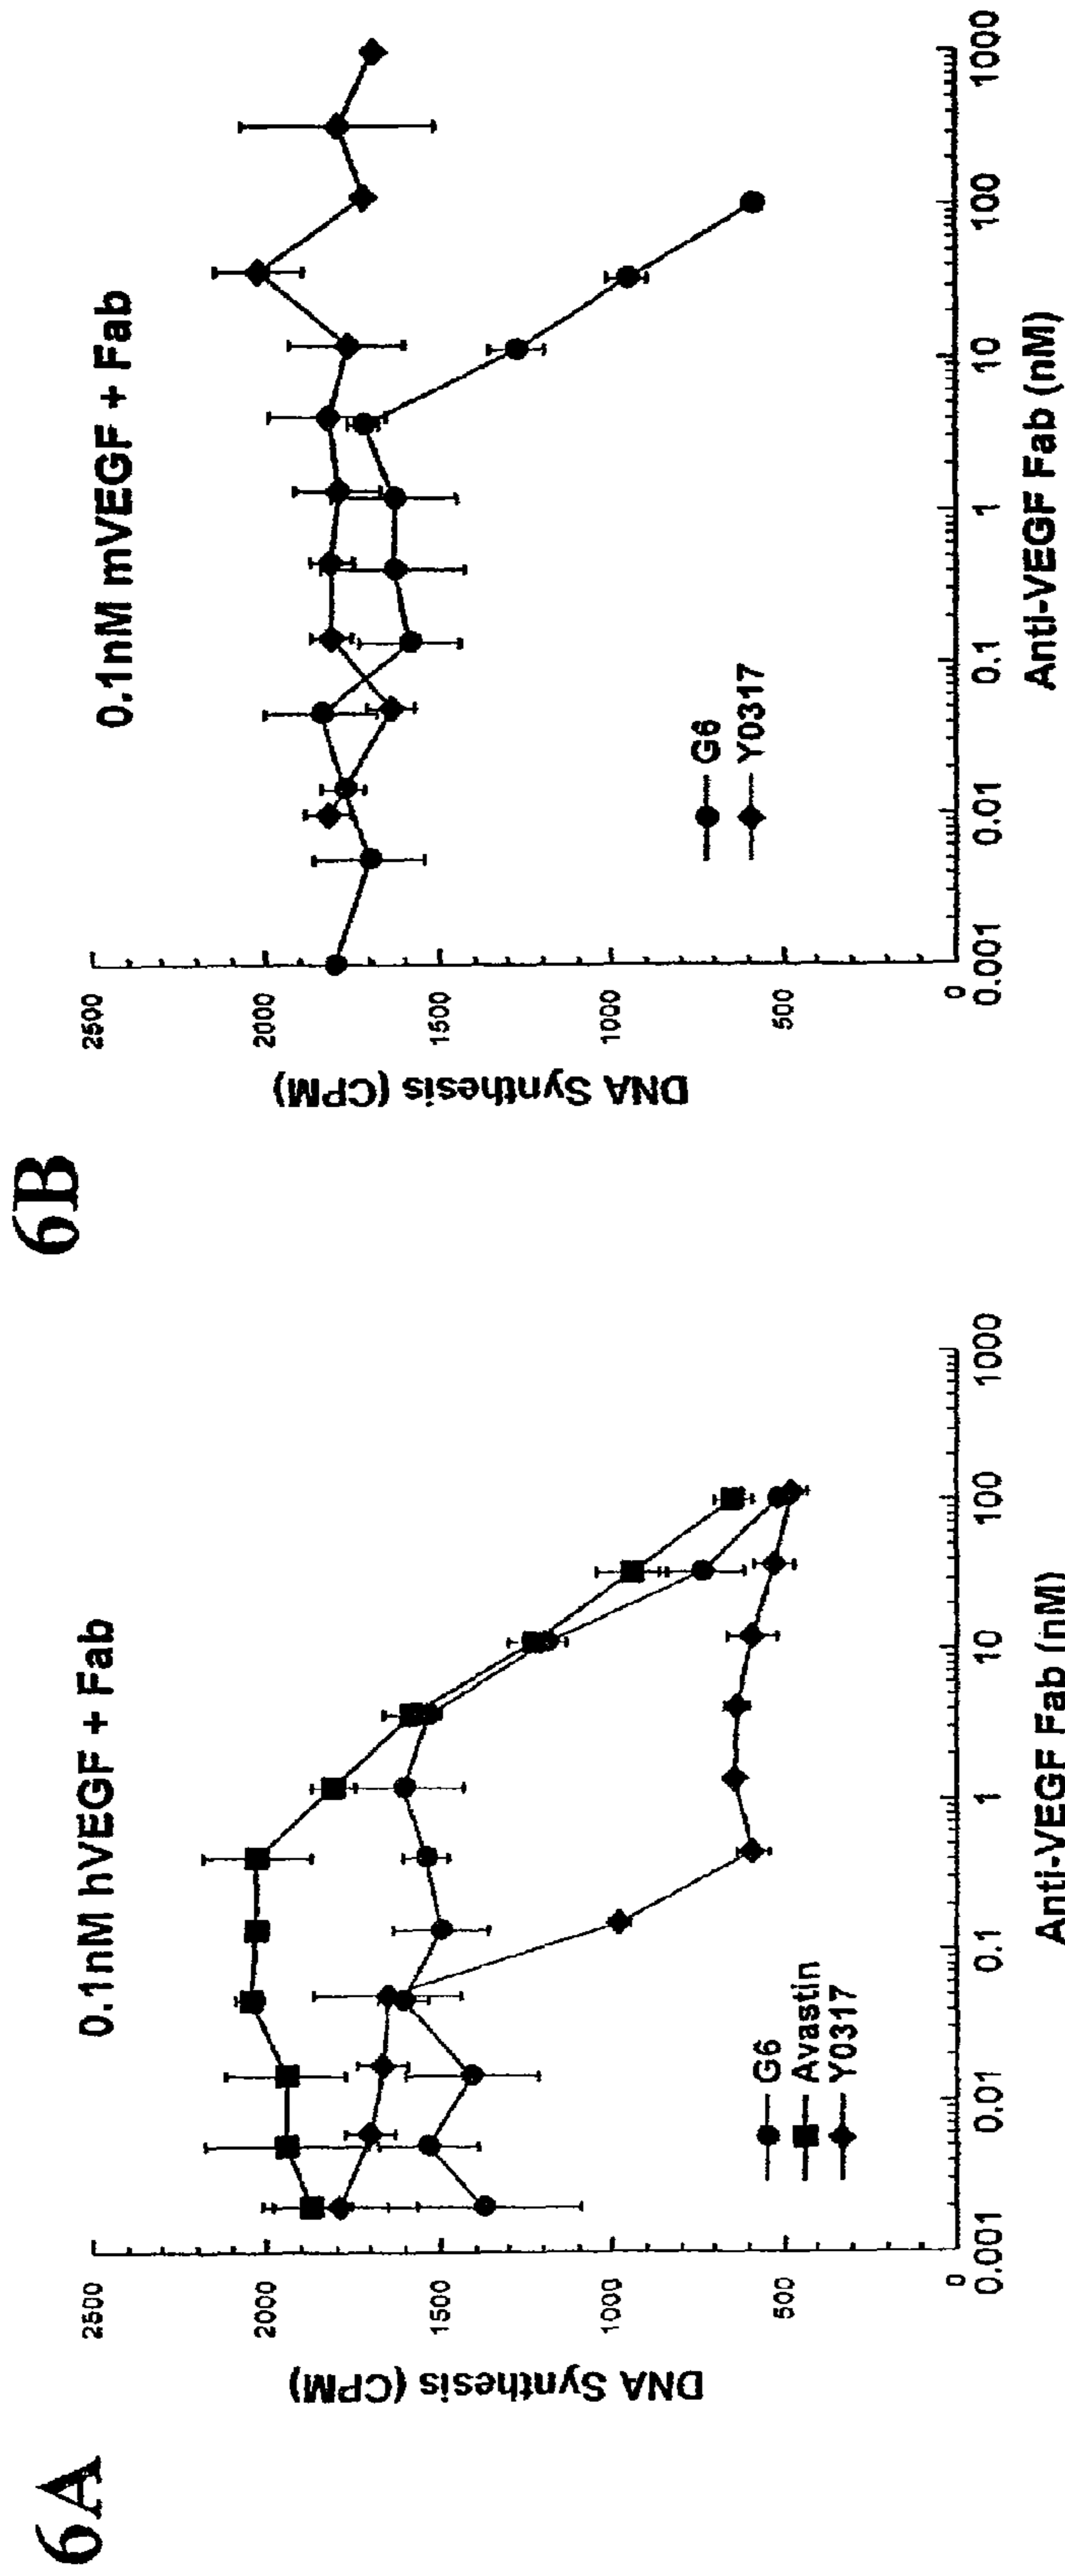 6A
0.1nM hVEGF + Fab
DNA Synthesis (CPM)
2500
2000
1500
1000
500
0
G6
Avastin
Y0317
0.001 0.01 0.1 1 10 100 1000
Anti-VEGF Fab (nM)
6B
0.1nM mVEGF + Fab
DNA Synthesis (CPM)
2500
2000
1500
1000
500
0
G6
Y0317
0.001 0.01 0.1 1 10 100 1000
Anti-VEGF Fab (nM)